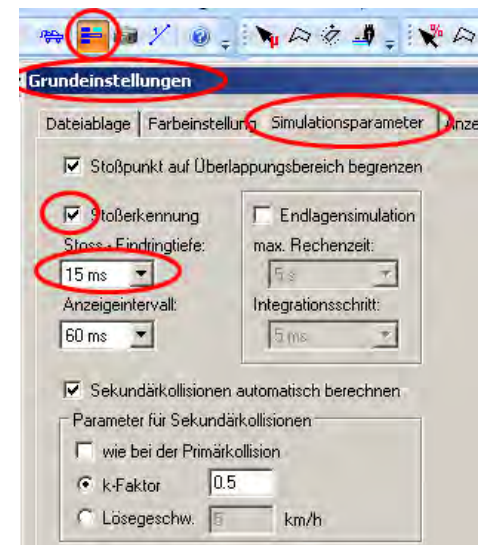 Grundeinstellungen
Dateiablage Farbeinstellung Simulationsparameter Anze
Stoßpunkt auf Überlappungsbereich begrenzen
Stoßerkennung Endlagensimulation
Stoss - Eindringtiefe: max. Rechenzeit:
15 ms 5 s
Anzeigeintervall: Integrationsschritt:
60 ms 5 ms
Sekundärkollisionen automatisch berechnen
Parameter für Sekundärkollisionen
wie bei der Primärkollision
k-Faktor 0.5
Lösegeschw. 5 km/h